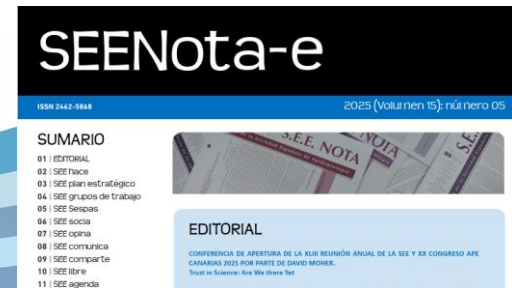 SEENota-e
ISSN 2462-5868
2025 (Volumen 15): número 05
SUMARIO
01 | EDITORIAL
02 | SEE hace
03 | SEE plan estratégico
04 | SEE grupos de trabajo
05 | SEE Sespas
06 | SEE socia
07 | SEE opina
08 | SEE comunica
09 | SEE comparte
10 | SEE libre
11 | SEE agenda
S.E.E. NOTA
NOTA
S.E.
EDITORIAL
CONFERENCIA DE APERTURA DE LA XLIII REUNIÓN ANUAL DE LA SEE Y XX CONGRESO APE
CANARIAS 2025 POR PARTE DE DAVID MOHER.
Trust in Science: Are We there Yet